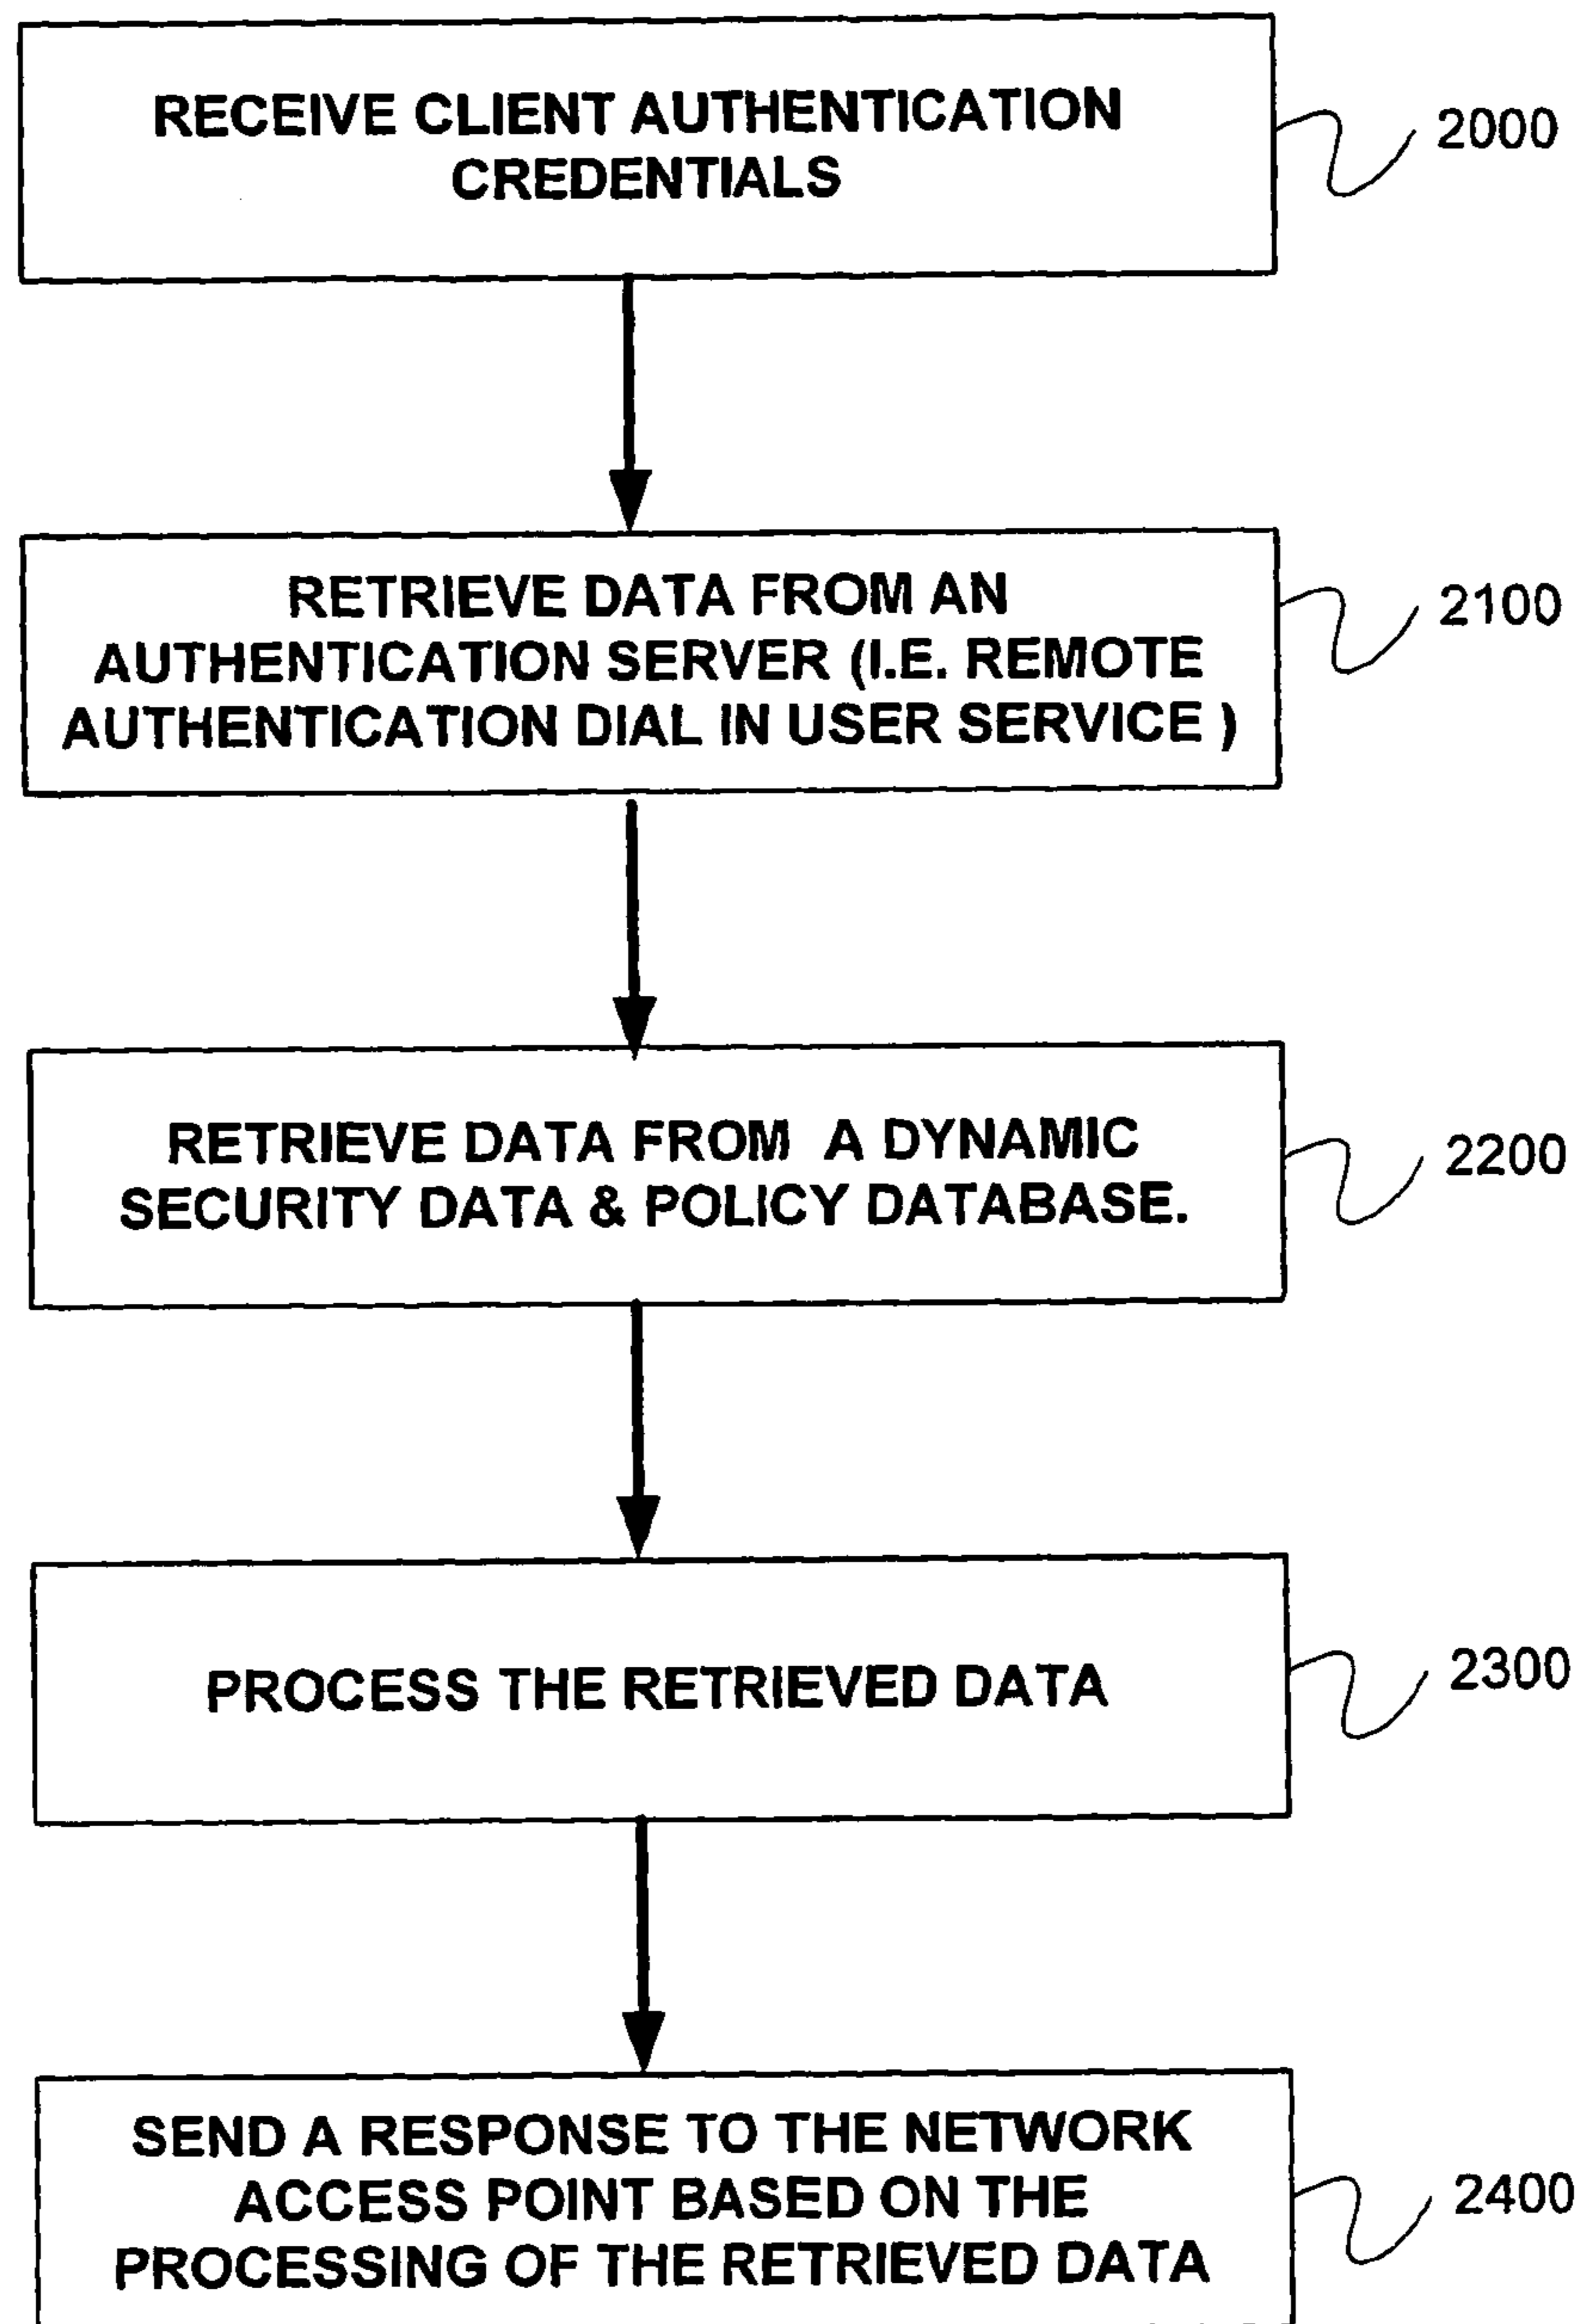 RECEIVE CLIENT AUTHENTICATION
CREDENTIALS
2000
RETRIEVE DATA FROM AN
AUTHENTICATION SERVER (I.E. REMOTE
AUTHENTICATION DIAL IN USER SERVICE )
2100
RETRIEVE DATA FROM A DYNAMIC
SECURITY DATA & POLICY DATABASE.
2200
PROCESS THE RETRIEVED DATA
2300
SEND A RESPONSE TO THE NETWORK
ACCESS POINT BASED ON THE
PROCESSING OF THE RETRIEVED DATA
2400